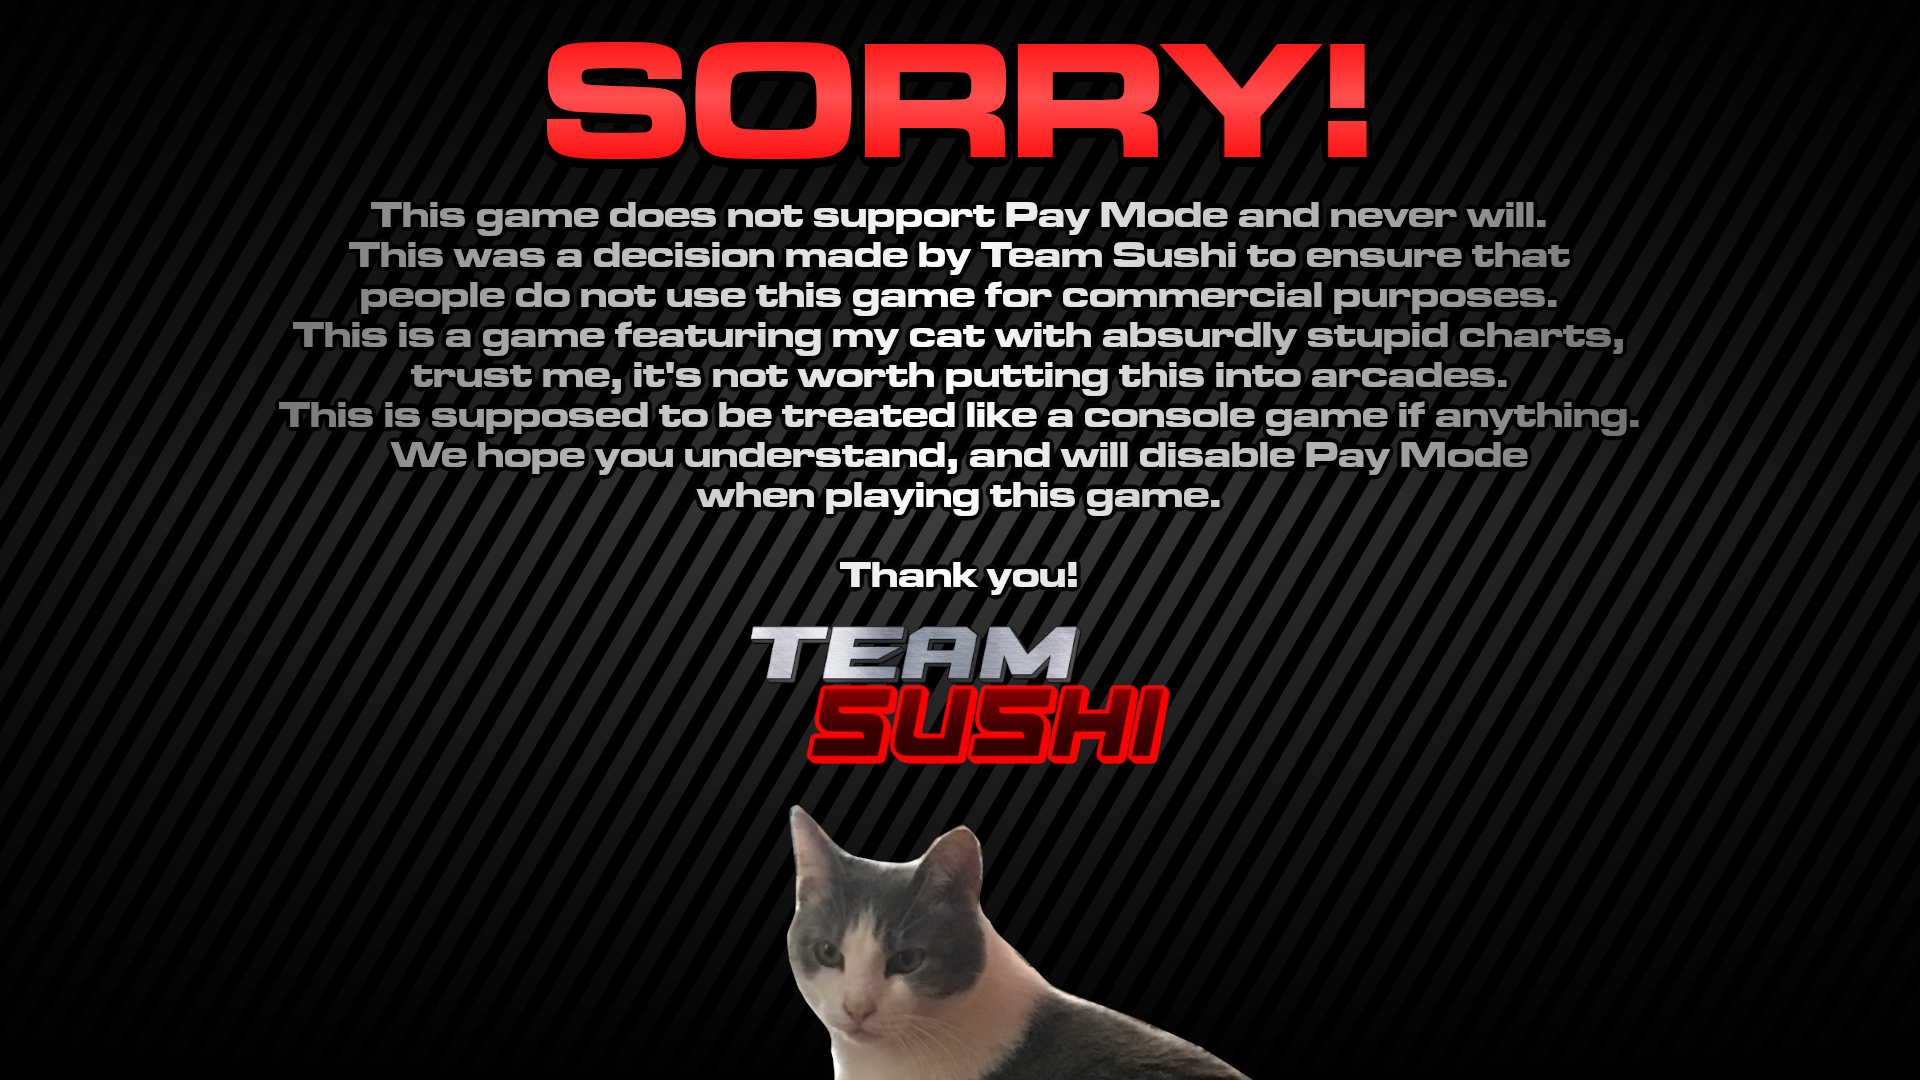 SORRY!
This game does not support Pay Mode and never will.
This was a decision made by Team Sushi to ensure that
people do not use this game for commercial purposes.
This is a game featuring my cat with absurdly stupid charts,
trust me, it's not worth putting this into arcades.
This is supposed to be treated like a console game if anything.
We hope you understand, and will disable Pay Mode
when playing this game.
Thank you!
TEAM
SUSHI